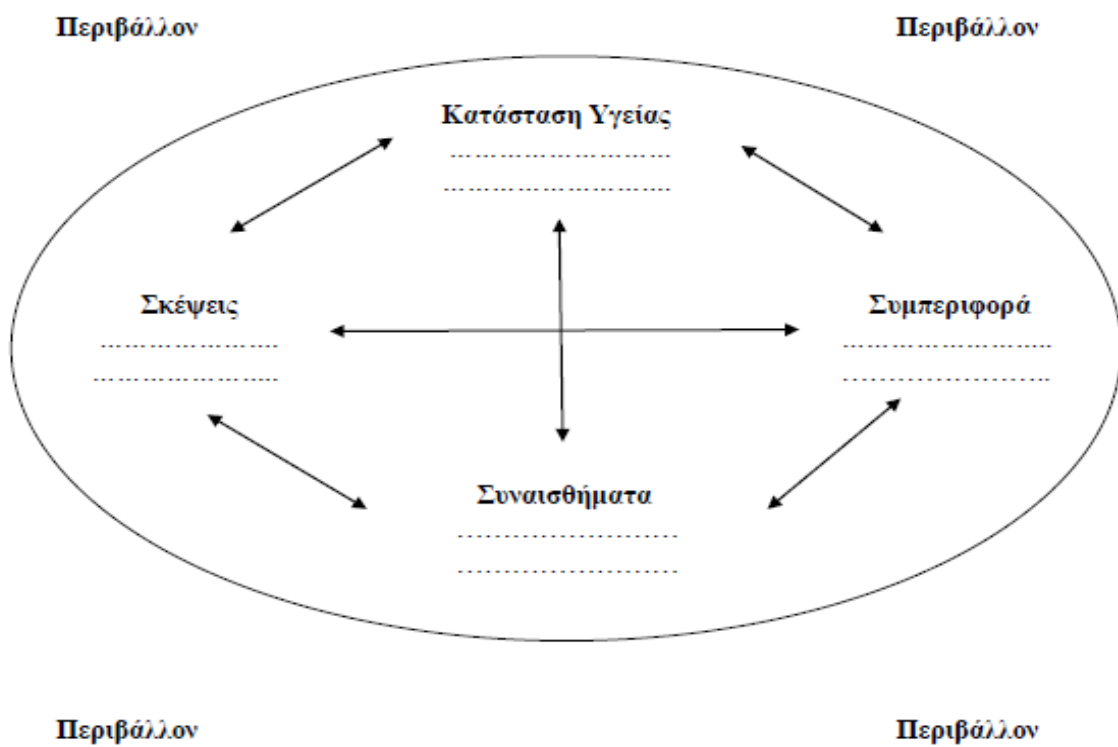 Περιβάλλον Περιβάλλον
Κατάσταση Υγείας
………………………
……………………….
Σκέψεις Συμπεριφορά
…………………. ……………………..
………………….. ........................
Συναισθήματα
........................
........................
Περιβάλλον Περιβάλλον